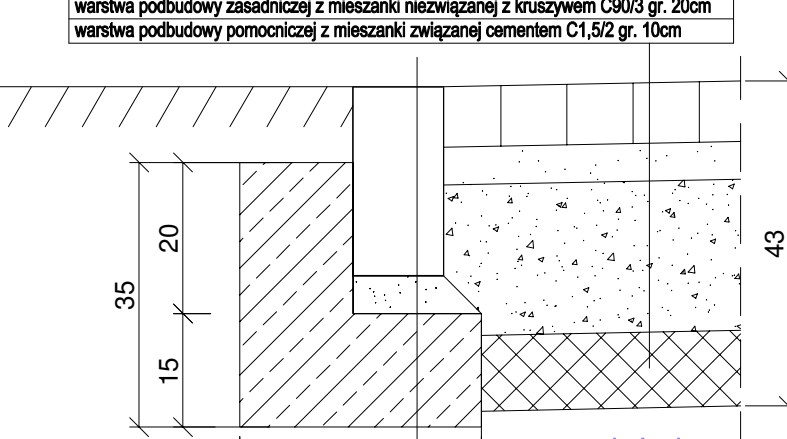 warstwa podbudowy zasadniczej z mieszanki niezwiązanej z kruszywem C90/3 gr. 20cm
warstwa podbudowy pomocniczej z mieszanki związanej cementem C1,5/2 gr. 10cm
20
35
43
15